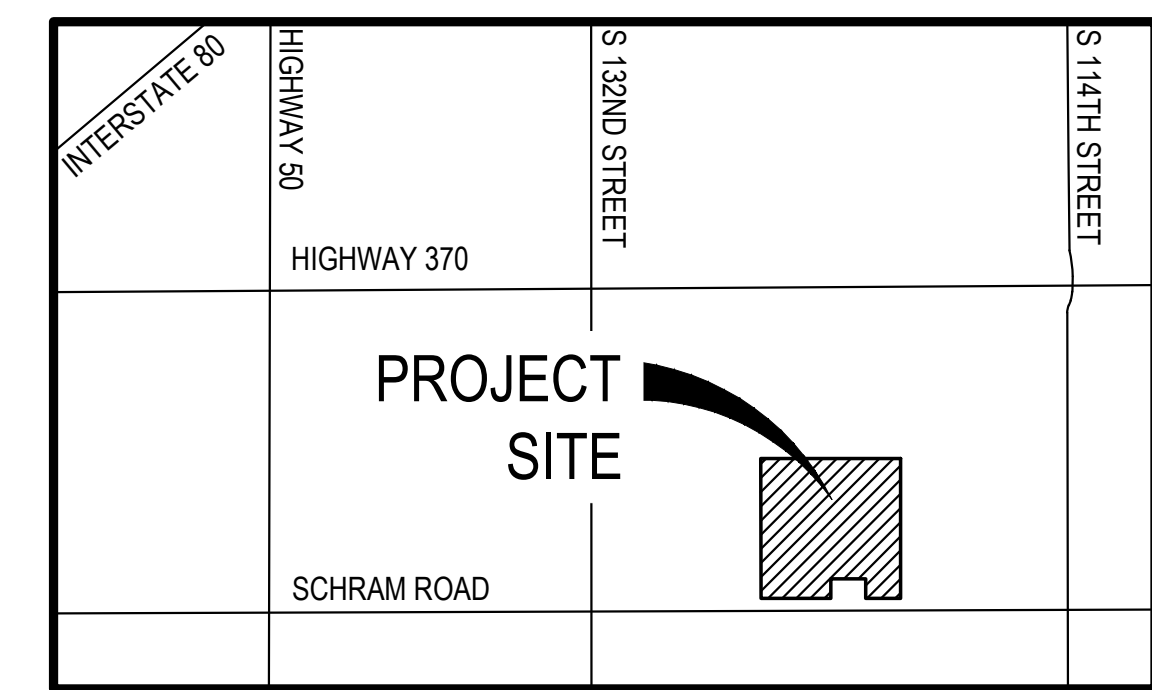 INTERSTATE 80
HIGHWAY 50
S 132ND STREET
S 114TH STREET
HIGHWAY 370
PROJECT
SITE
SCHRAM ROAD